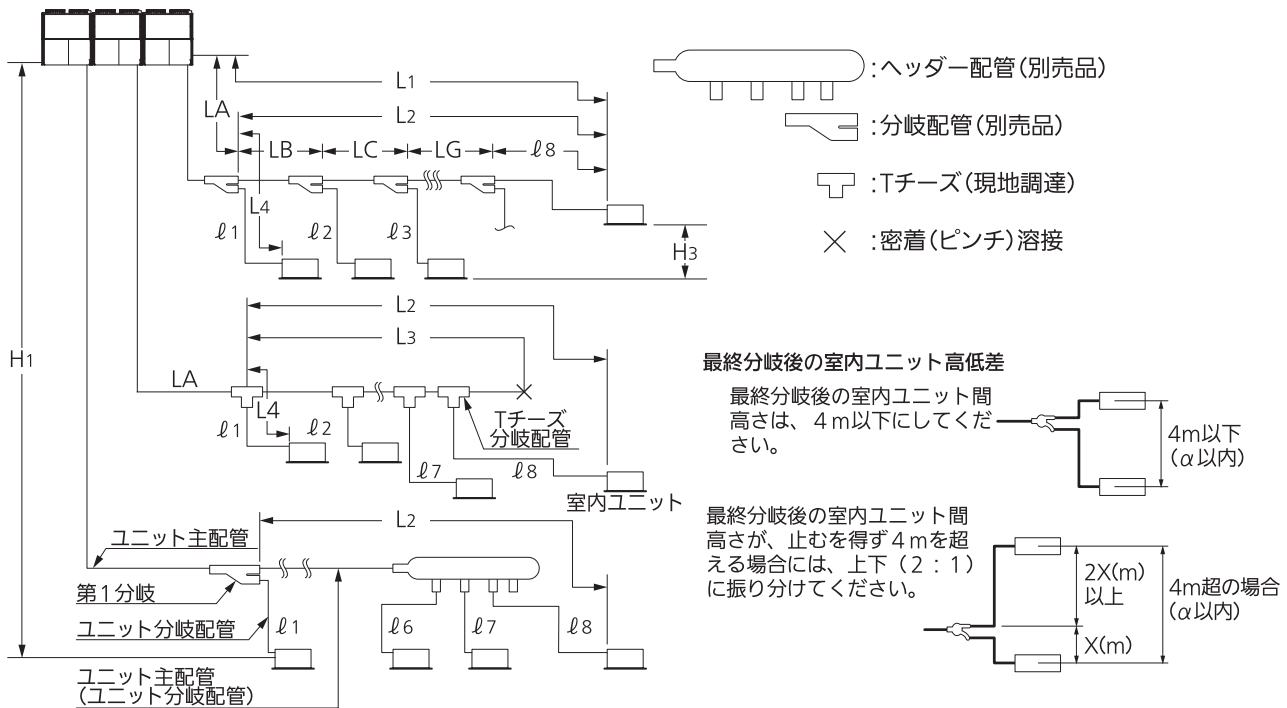 L1
LA
L2
LB LC LG ℓ8
L4
ℓ1 ℓ2 ℓ3
H3
H1
L2
L3
LA
L4
ℓ1 ℓ2
Tチーズ
分岐配管
ℓ7 ℓ8
室内ユニット
L2
ユニット主配管
第1分岐
ユニット分岐配管
ℓ1 ℓ6 ℓ7 ℓ8
ユニット主配管
(ユニット分岐配管)
:ヘッダー配管(別売品)
:分岐配管(別売品)
:Tチーズ(現地調達)
:密着(ピンチ)溶接
最終分岐後の室内ユニット高低差
最終分岐後の室内ユニット間
高さは、4m以下にしてくだ
さい。
4m以下
(α以内)
最終分岐後の室内ユニット間
高さが、止むを得ず4mを超
える場合には、上下(2:1)
に振り分けてください。
2X(m)
以上
X(m)
4m超の場合
(α以内)